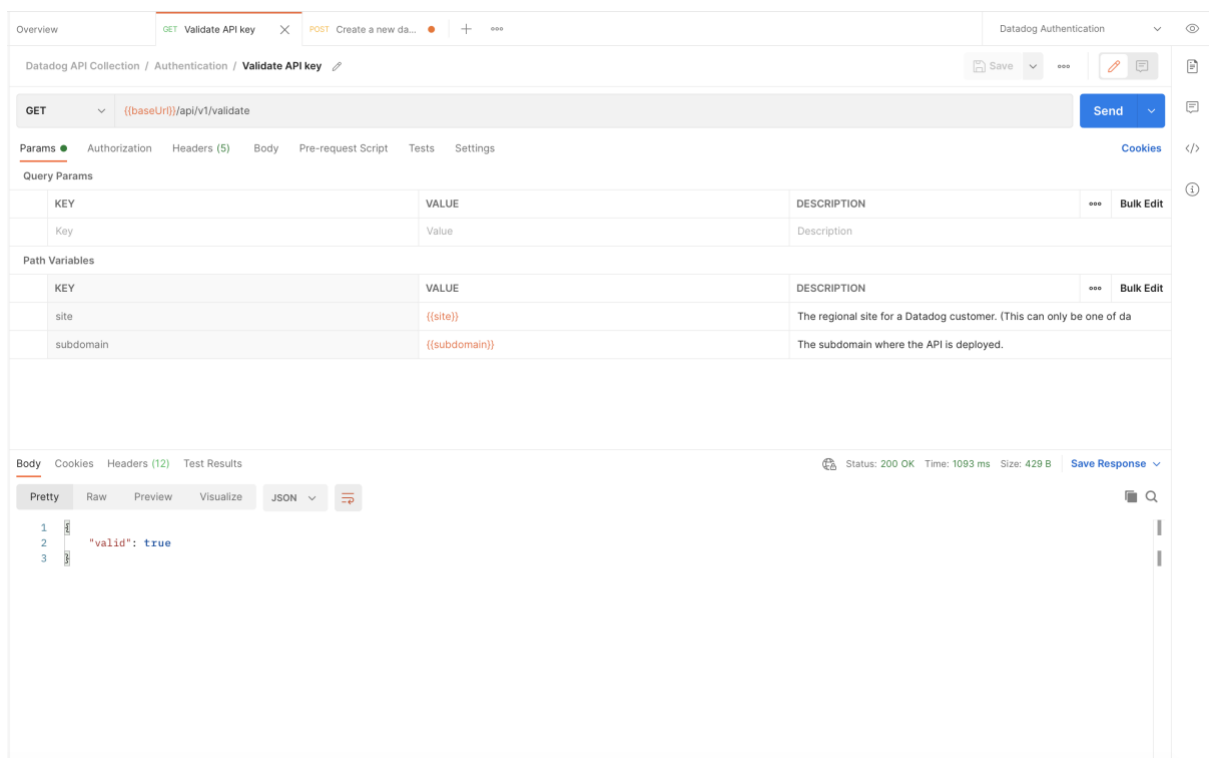 Overview
GET Validate API key
POST Create a new da...
Datadog Authentication
Datadog API Collection / Authentication / Validate API key
Save
GET
{{baseUrl}}/api/v1/validate
Send
Params Authorization Headers (5) Body Pre-request Script Tests Settings Cookies
Query Params
KEY VALUE DESCRIPTION Bulk Edit
Key Value Description
Path Variables
KEY VALUE DESCRIPTION Bulk Edit
site {{site}} The regional site for a Datadog customer. (This can only be one of da
subdomain {{subdomain}} The subdomain where the API is deployed.
Body Cookies Headers (12) Test Results Status: 200 OK Time: 1093 ms Size: 429 B Save Response
Pretty Raw Preview Visualize JSON
1 {
2 "valid": true
3 }